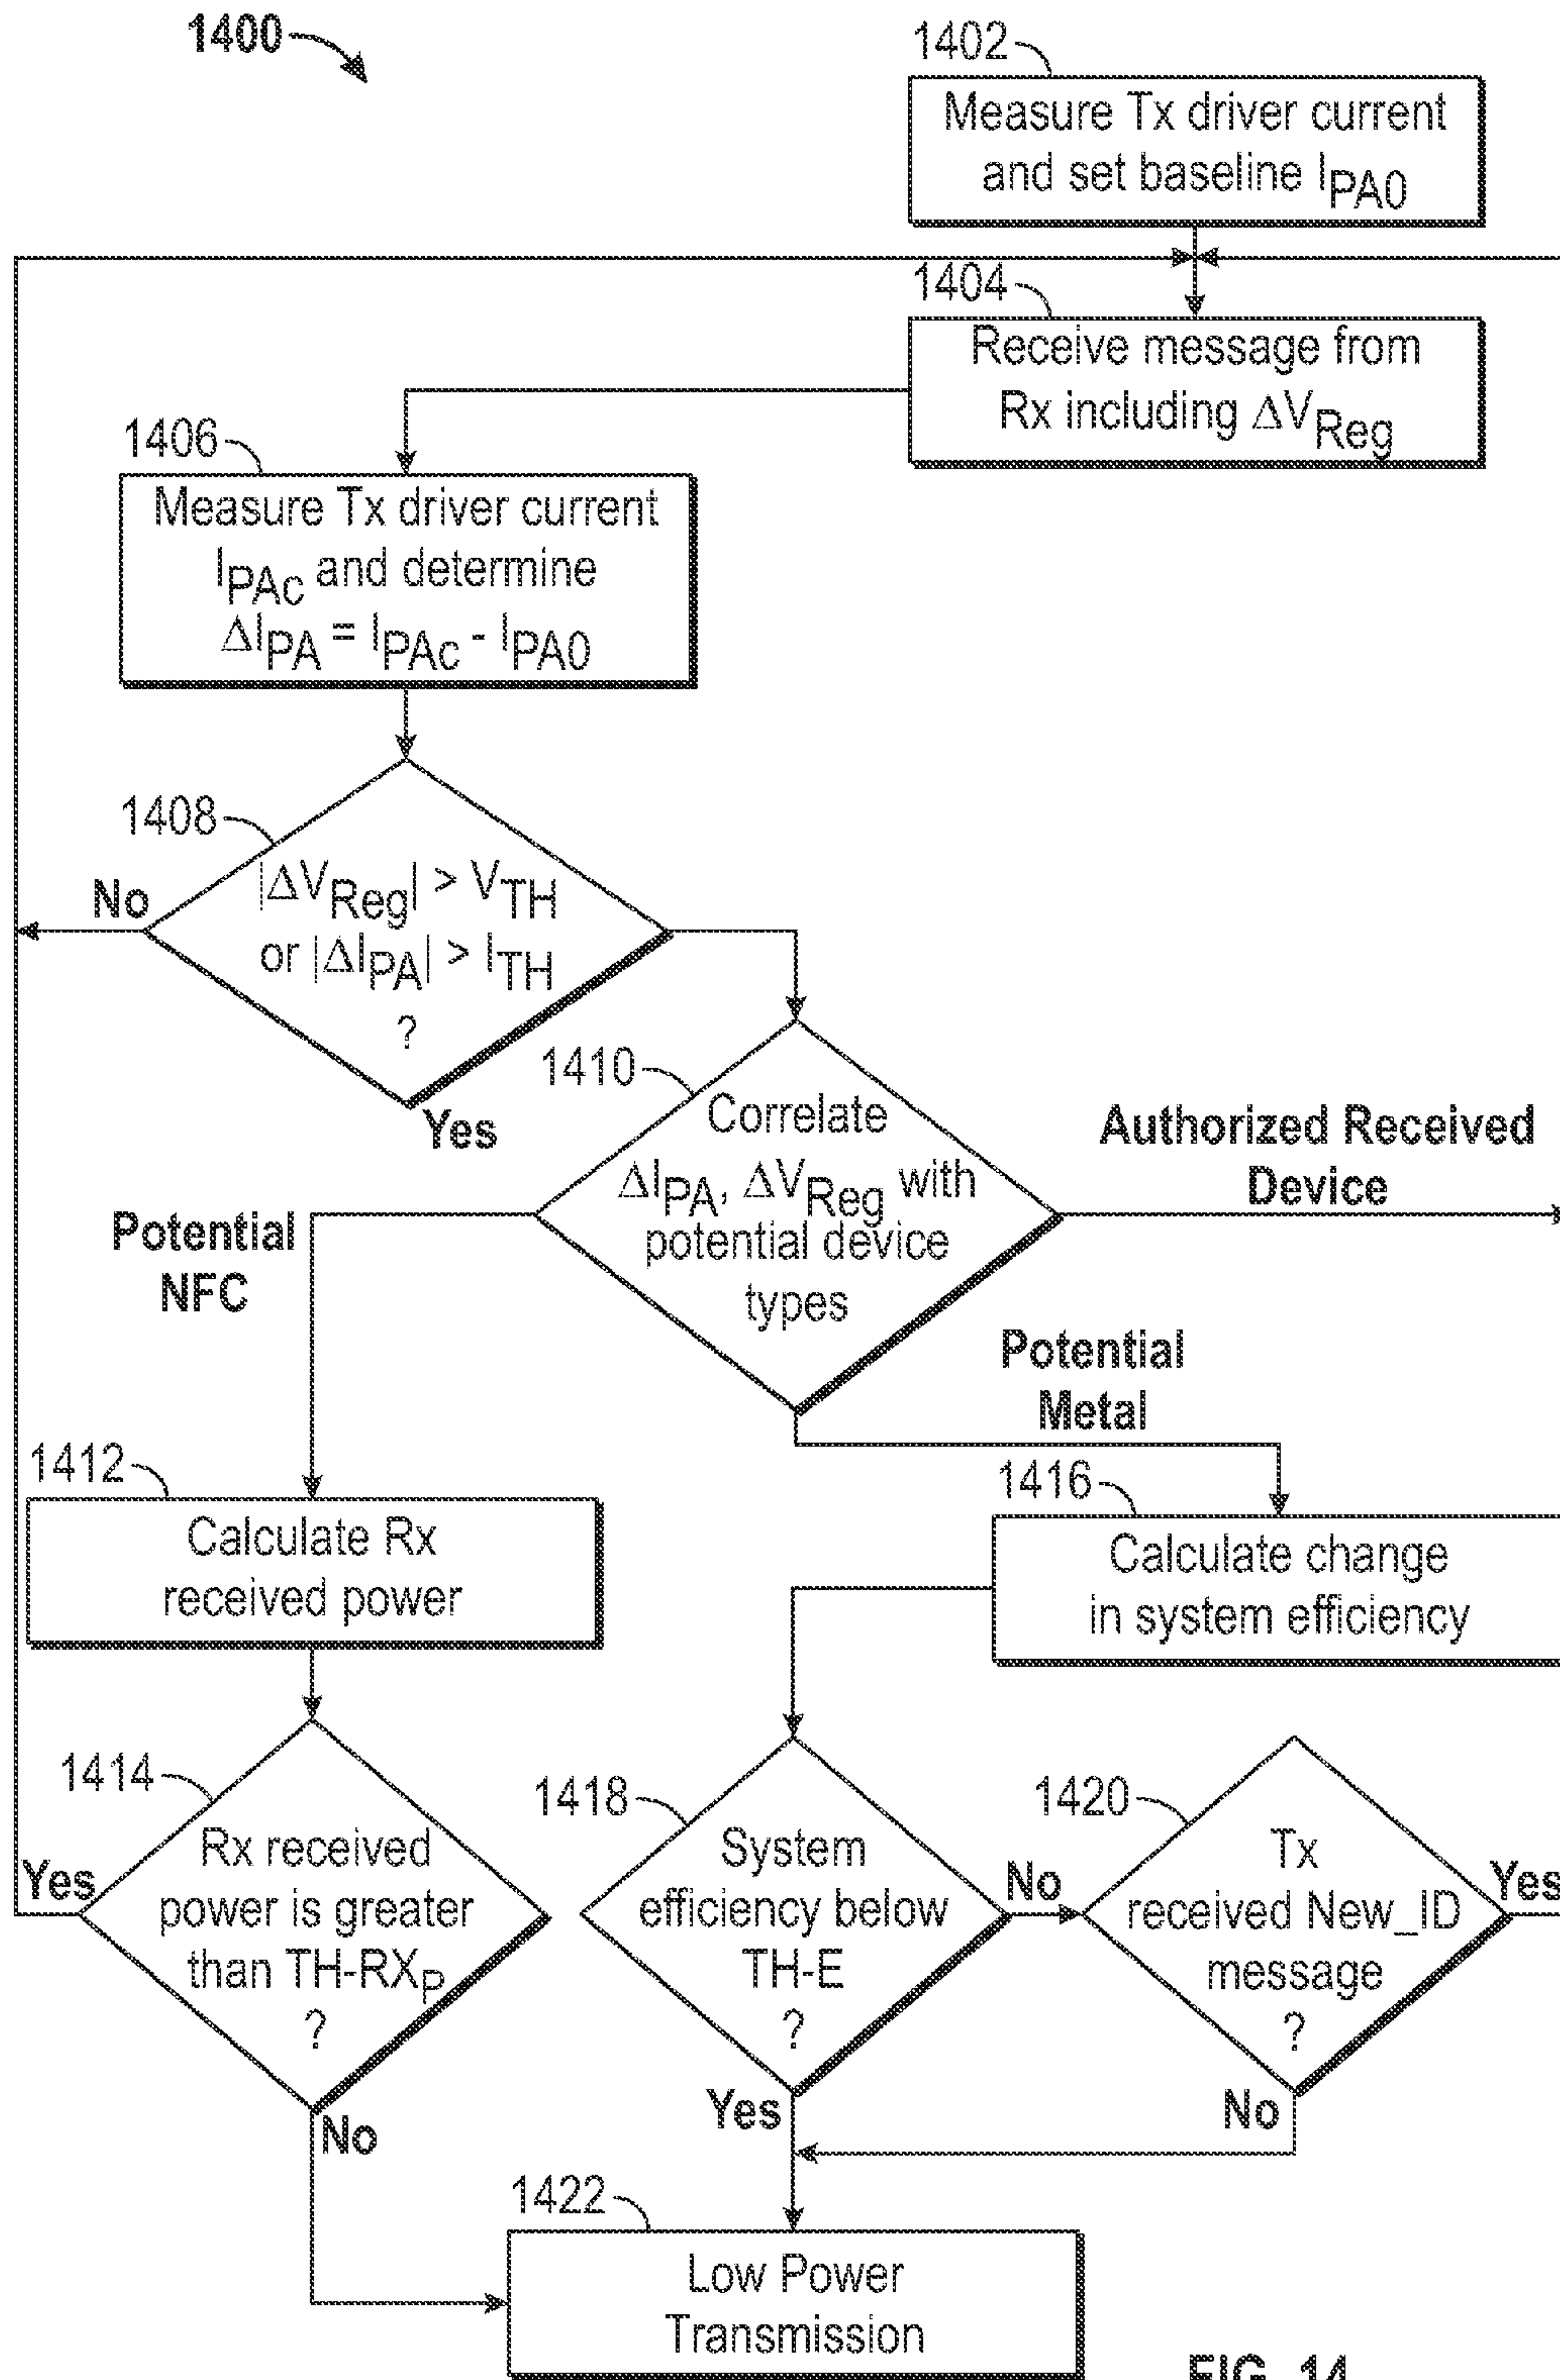 1400
1402
Measure Tx driver current
and set baseline IPA0
1404
Receive message from
Rx including ΔVReg
1406
Measure Tx driver current
IPAc and determine
ΔIPA = IPAc - IPA0
1408
|ΔVReg| > VTH
or |ΔIPA| > ITH
?
No
Yes
1410
Correlate
ΔIPA, ΔVReg with
potential device
types
Authorized Received
Device
Potential
NFC
Potential
Metal
1412
Calculate Rx
received power
1416
Calculate change
in system efficiency
1414
Rx received
power is greater
than TH-RXP
?
Yes
No
1418
System
efficiency below
TH-E
?
No
Yes
1420
Tx
received New_ID
message
?
Yes
No
1422
Low Power
Transmission
FIG. 14